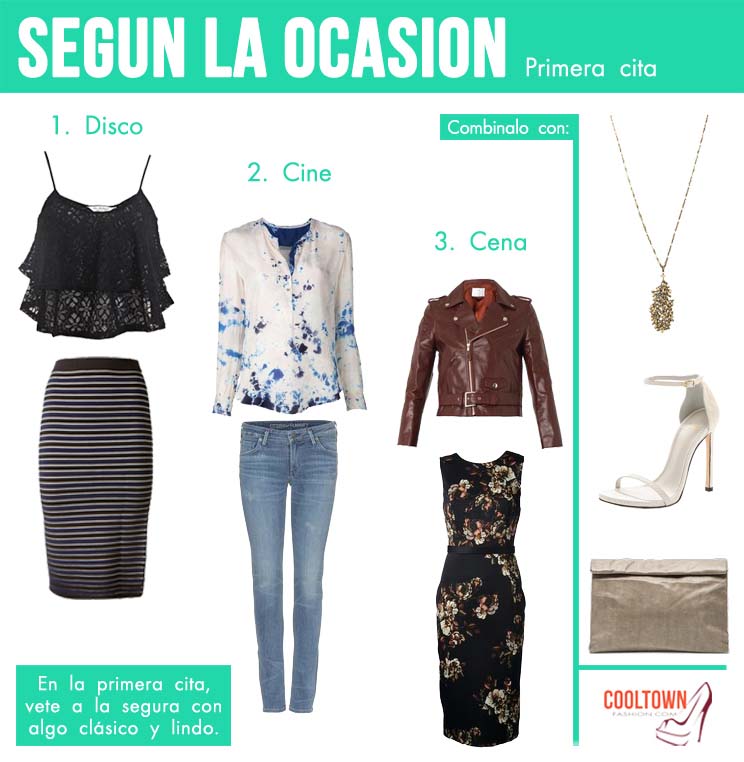 SEGUN LA OCASION Primera cita
1. Disco
Combinalo con:
2. Cine
3. Cena
En la primera cita,
vete a la segura con
algo clásico y lindo.
COOLTOWN
FASHION.COM